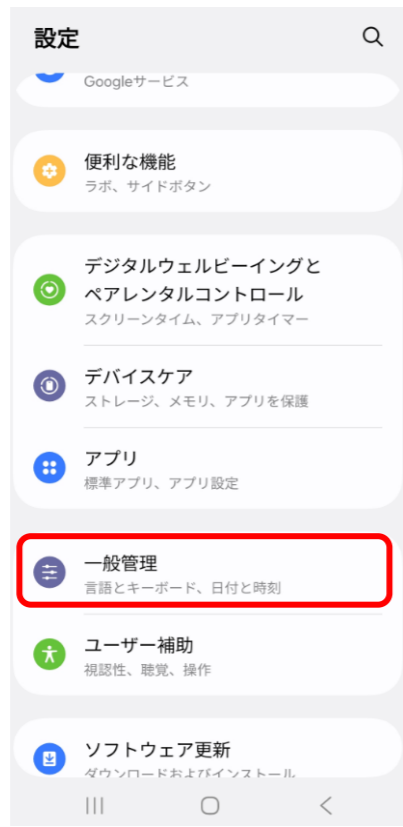 設定
Googleサービス
便利な機能
ラボ、サイドボタン
デジタルウェルビーイングと
ペアレンタルコントロール
スクリーンタイム、アプリタイマー
デバイスケア
ストレージ、メモリ、アプリを保護
アプリ
標準アプリ、アプリ設定
一般管理
言語とキーボード、日付と時刻
ユーザー補助
視認性、聴覚、操作
ソフトウェア更新
ダウンロードおよびインストール